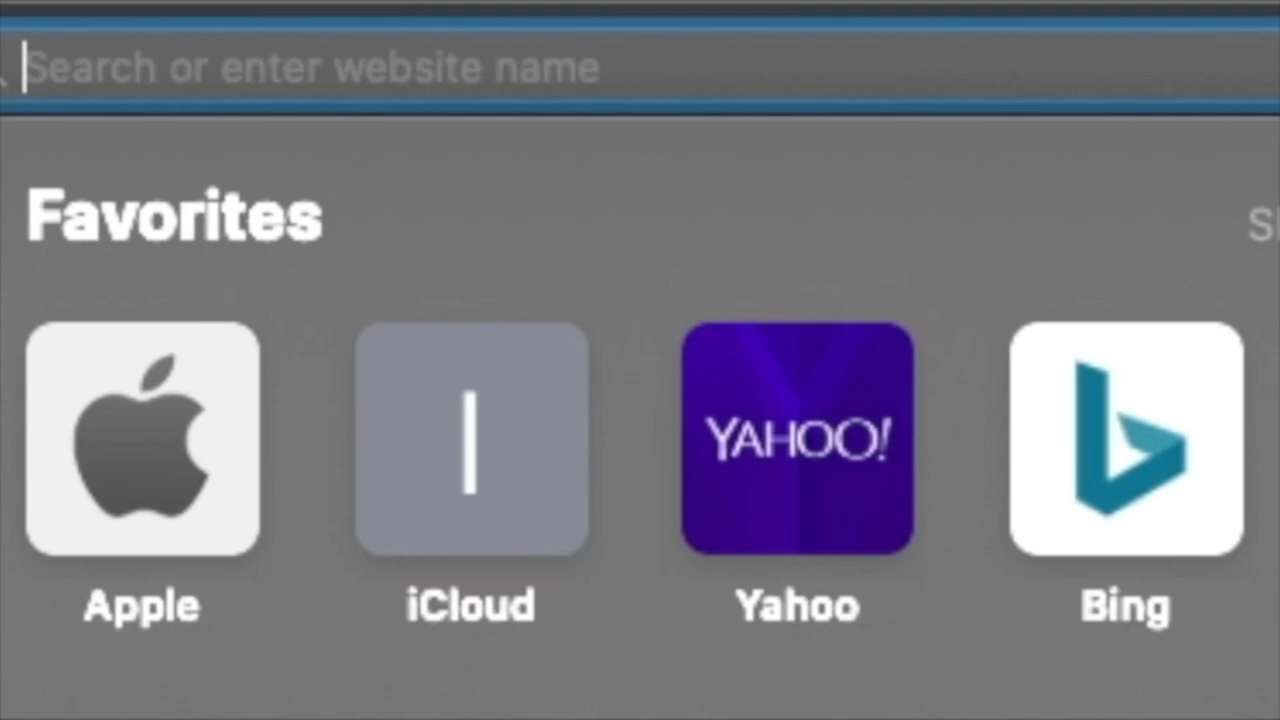 Search or enter website name
Favorites
I
YAHOO!
Apple iCloud Yahoo Bing